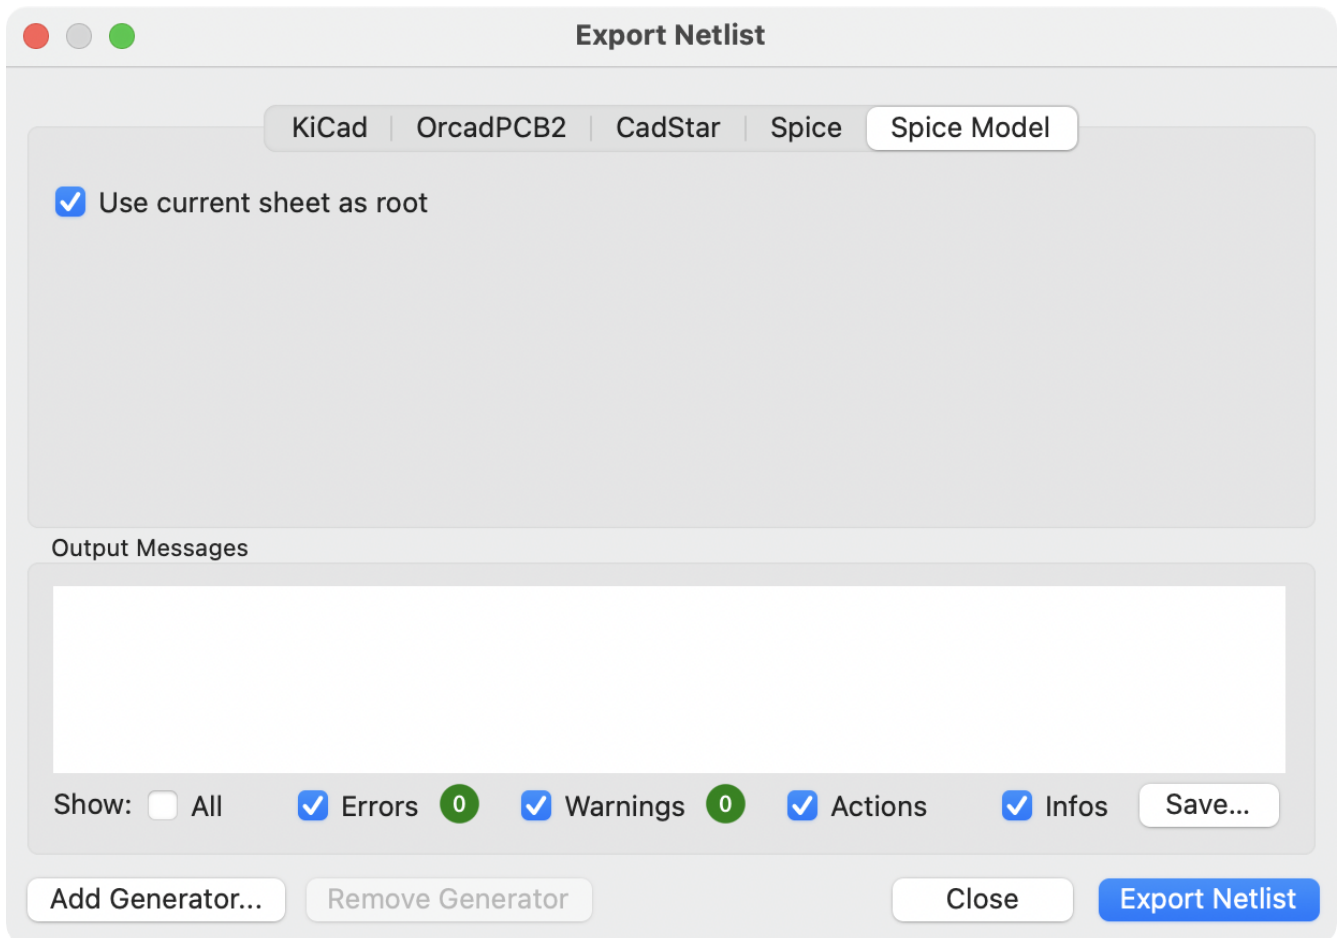 Export Netlist
KiCad OrcadPCB2 CadStar Spice Spice Model
Use current sheet as root
Output Messages
Show: All Errors 0 Warnings 0 Actions Infos Save...
Add Generator... Remove Generator Close Export Netlist